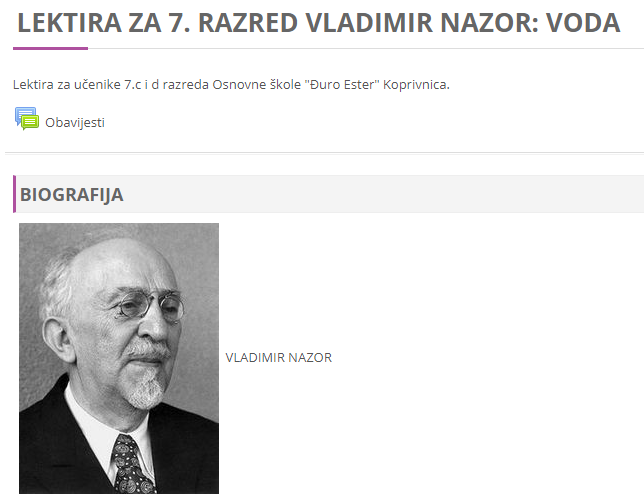 LEKTIRA ZA 7. RAZRED VLADIMIR NAZOR: VODA
Lektira za učenike 7.c i d razreda Osnovne škole "Đuro Ester" Koprivnica.
Obavijesti
BIOGRAFIJA
VLADIMIR NAZOR